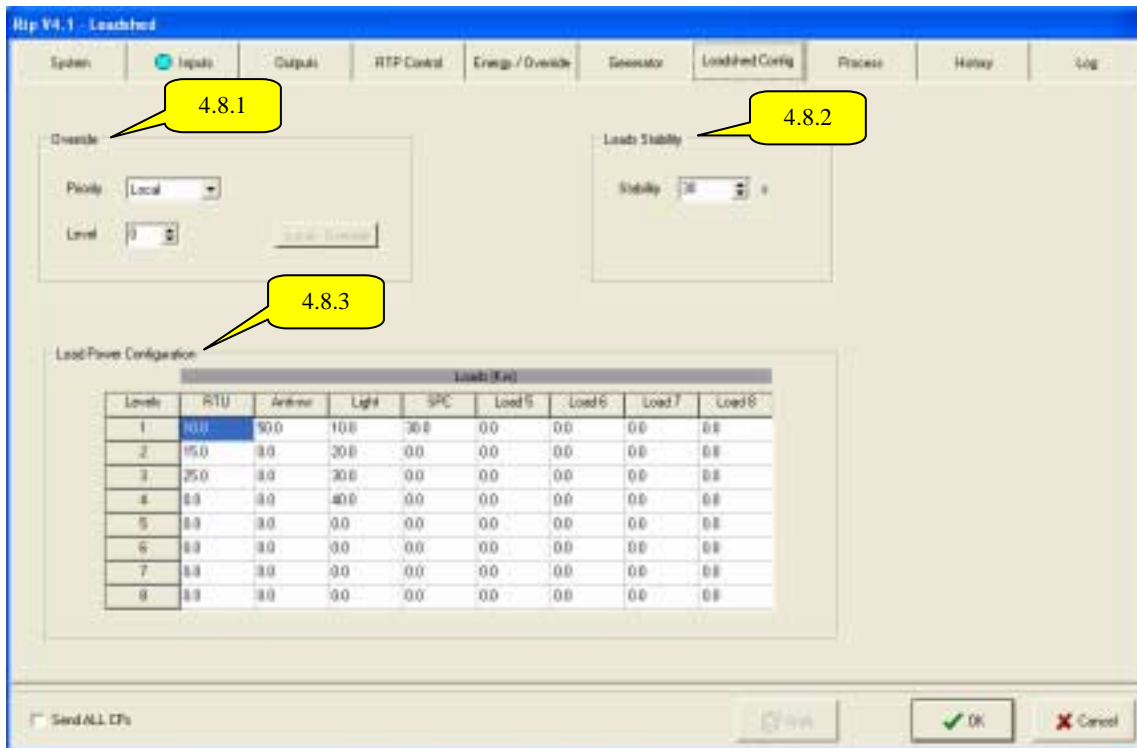 Rip V4.1 - Loadshed
System Inputs Outputs RTP Control Energy / Override Generator Loadshed Config Process History Log
4.8.1
4.8.2
Override
Loads Stability
Priority Local
Stability 30 s
Level 0
4.8.3
Load Power Configuration
Loads (Kw)
Levels RTU Light SPC Load 5 Load 6 Load 7 Load 8
1 10.0 50.0 10.0 30.0 0.0 0.0 0.0 0.0
2 15.0 0.0 20.0 0.0 0.0 0.0 0.0 0.0
3 25.0 0.0 30.0 0.0 0.0 0.0 0.0 0.0
4 0.0 0.0 40.0 0.0 0.0 0.0 0.0 0.0
5 0.0 0.0 0.0 0.0 0.0 0.0 0.0 0.0
6 0.0 0.0 0.0 0.0 0.0 0.0 0.0 0.0
7 0.0 0.0 0.0 0.0 0.0 0.0 0.0 0.0
8 0.0 0.0 0.0 0.0 0.0 0.0 0.0 0.0
Send ALL CPs OK Cancel